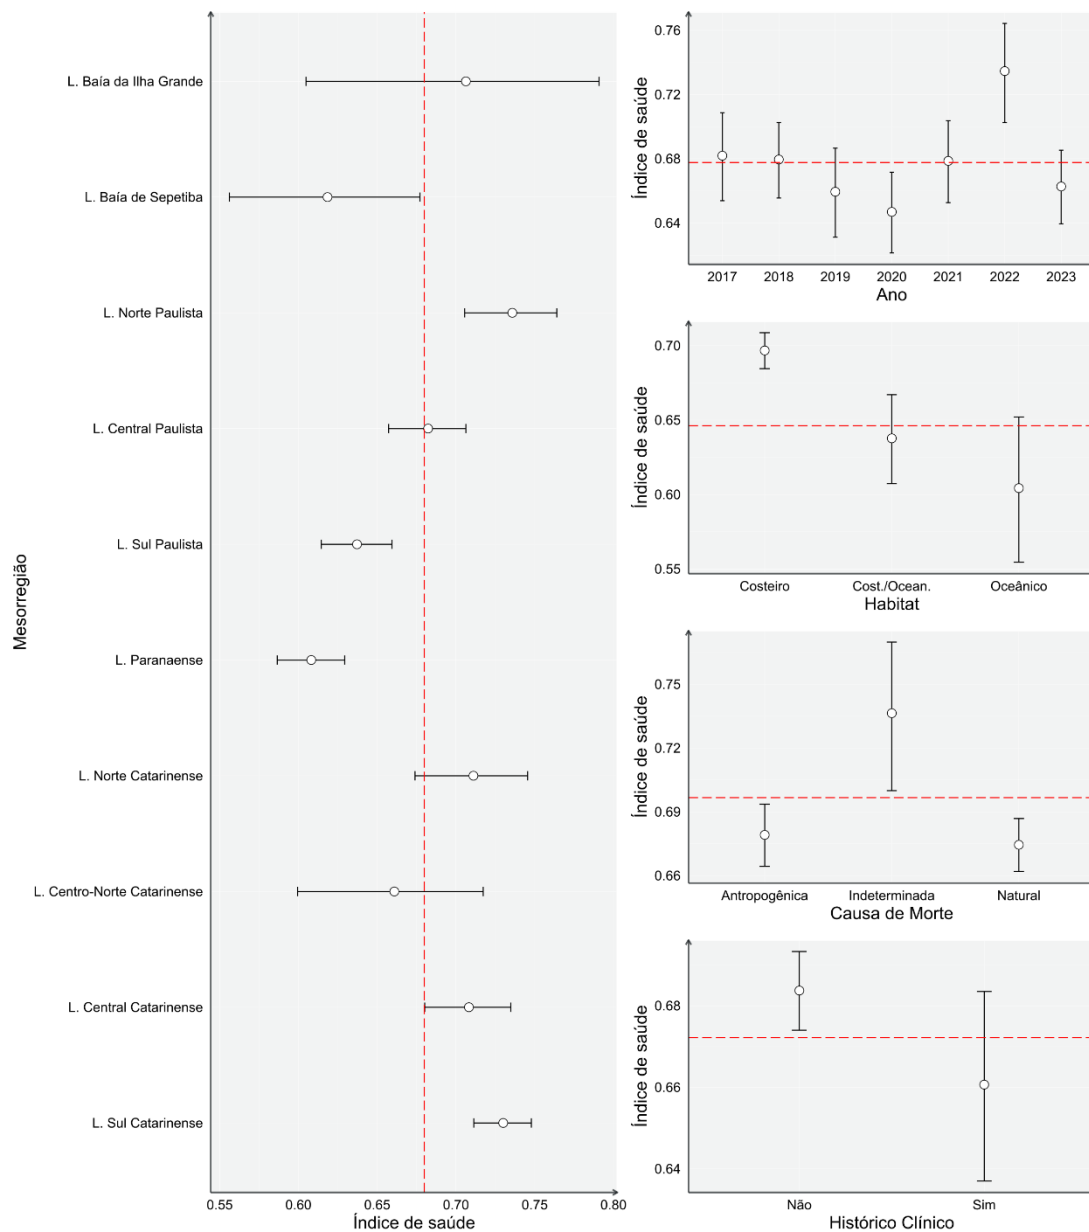 Mesorregião
L. Baía da Ilha Grande
L. Baía de Sepetiba
L. Norte Paulista
L. Central Paulista
L. Sul Paulista
L. Paranaense
L. Norte Catarinense
L. Centro-Norte Catarinense
L. Central Catarinense
L. Sul Catarinense
0.55 0.60 0.65 0.70 0.75 0.80
Índice de saúde
Índice de saúde
0.76
0.72
0.68
0.64
2017 2018 2019 2020 2021 2022 2023
Ano
Índice de saúde
0.70
0.65
0.60
0.55
Costeiro Cost./Ocean. Oceânico
Habitat
Índice de saúde
0.75
0.72
0.69
0.66
Antropogênica Indeterminada Natural
Causa de Morte
Índice de saúde
0.68
0.66
0.64
Não Sim
Histórico Clínico